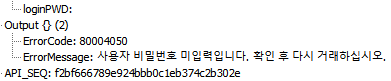 loginPWD:
Output {} (2)
ErrorCode: 80004050
ErrorMessage: 사용자 비밀번호 미입력입니다. 확인 후 다시 거래하십시오.
API_SEQ: f2bf666789e924bbb0c1eb374c2b302e